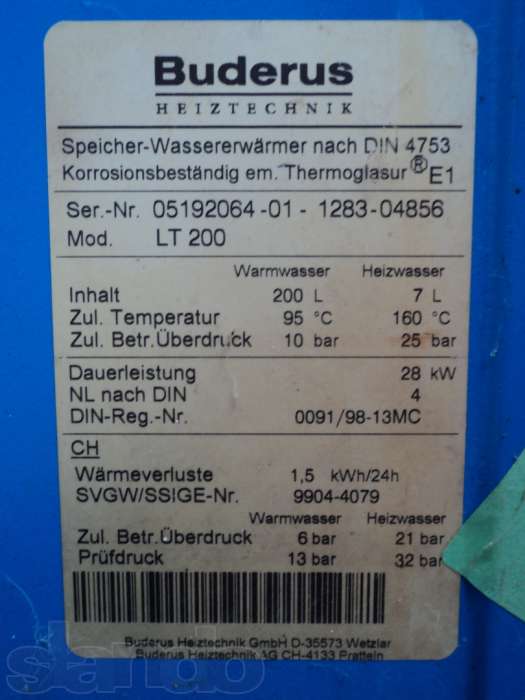 Buderus
HEIZTECHNIK
Speicher-Wassererwärmer nach DIN 4753
Korrosionsbeständig em. Thermoglasur® E1
Ser.-Nr. 05192064-01-1283-04856
Mod. LT 200
Warmwasser Heizwasser
Inhalt 200 L 7 L
Zul. Temperatur 95 °C 160 °C
Zul. Betr.Überdruck 10 bar 25 bar
Dauerleistung 28 kW
NL nach DIN 4
DIN-Reg.-Nr. 0091/98-13MC
CH
Wärmeverluste 1,5 kWh/24h
SVGW/SSIGE-Nr. 9904-4079
Warmwasser Heizwasser
Zul. Betr.Überdruck 6 bar 21 bar
Prüfdruck 13 bar 32 bar
Buderus Heiztechnik GmbH D-35573 Wetzlar
Buderus Heiztechnik AG CH-4133 Pratteln
slando